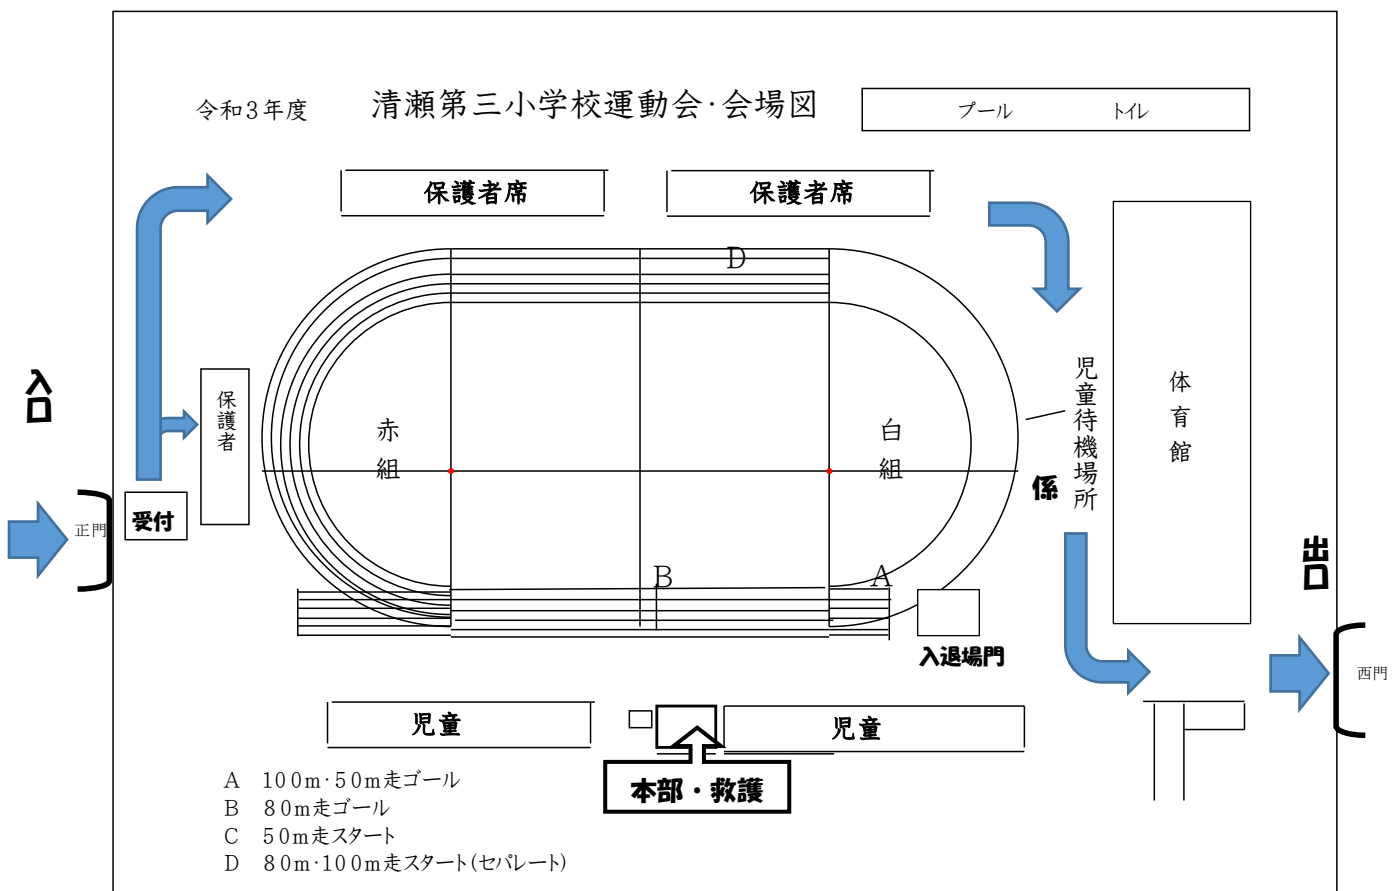 令和3年度 清瀬第三小学校運動会・会場図
プール トイレ
保護者席 保護者席
D
入口
保護者
赤組
白組
児童待機場所
体育館
係
正門
受付
出口
B
A
入退場門
西門
児童
児童
本部・救護
A 100m・50m走ゴール
B 80m走ゴール
C 50m走スタート
D 80m・100m走スタート(セパレート)